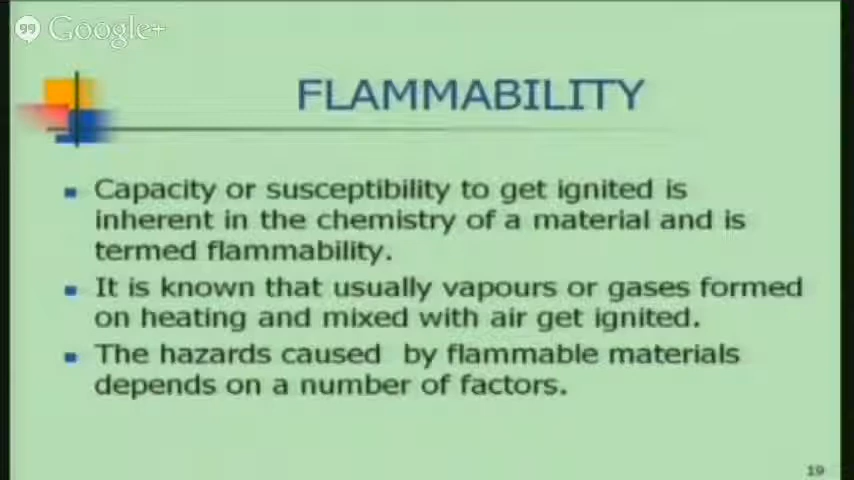 Google+
FLAMMABILITY
Capacity or susceptibility to get ignited is
inherent in the chemistry of a material and is
termed flammability.
It is known that usually vapours or gases formed
on heating and mixed with air get ignited.
The hazards caused by flammable materials
depends on a number of factors.
19